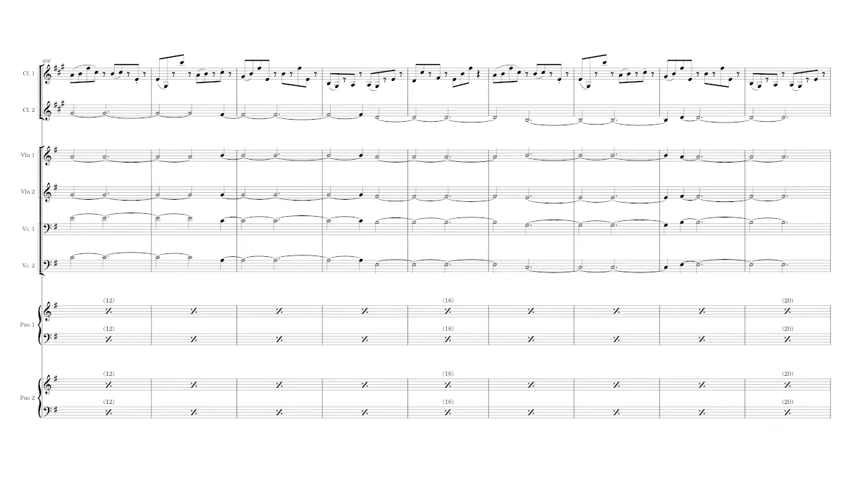 Cl. 1
Cl. 2
Vln 1
Vln 2
Vc. 1
Vc. 2
(12) (16) (20)
Pno 1
(12) (16) (20)
(12) (16) (20)
Pno 2
(12) (16) (20)